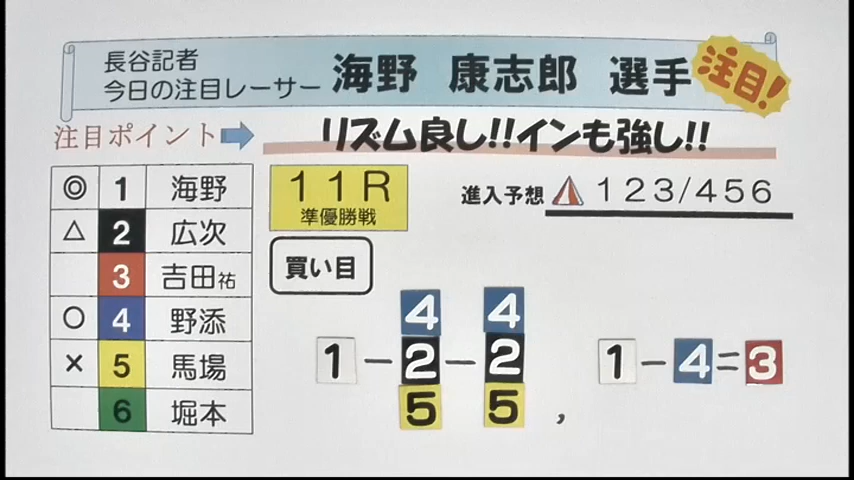 長谷記者
今日の注目レーサー 海野 康志郎 選手 注目!
注目ポイント リズム良し!!インも強し!!
◎ 1 海野
△ 2 広次
3 吉田祐
○ 4 野添
× 5 馬場
6 堀本
11R
準優勝戦
進入予想 123/456
買い目
4 4
1-2-2
5 5 ,
1-4=3